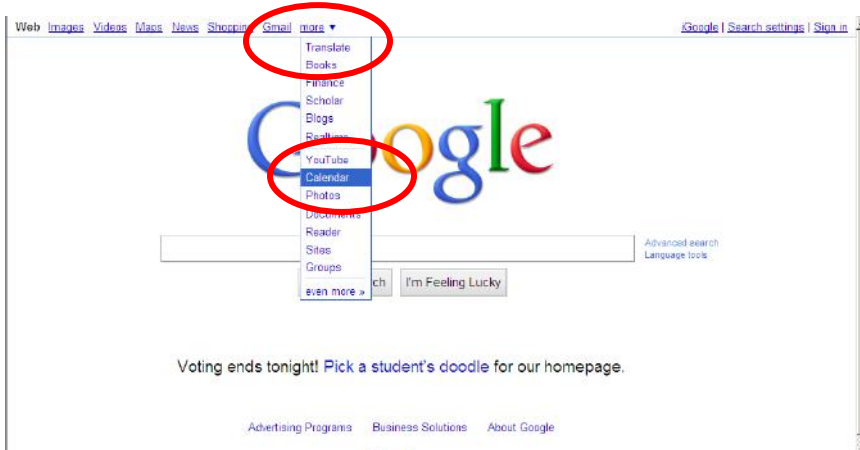 Web Images Videos Maps News Shopping Gmail more ▼
iGoogle | Search settings | Sign in
Translate
Books
Finance
Scholar
Blogs
Realtime
YouTube
Calendar
Photos
Documents
Reader
Sites
Groups
even more »
Google
Advanced search
Language tools
ch
I'm Feeling Lucky
Voting ends tonight! Pick a student's doodle for our homepage.
Advertising Programs Business Solutions About Google